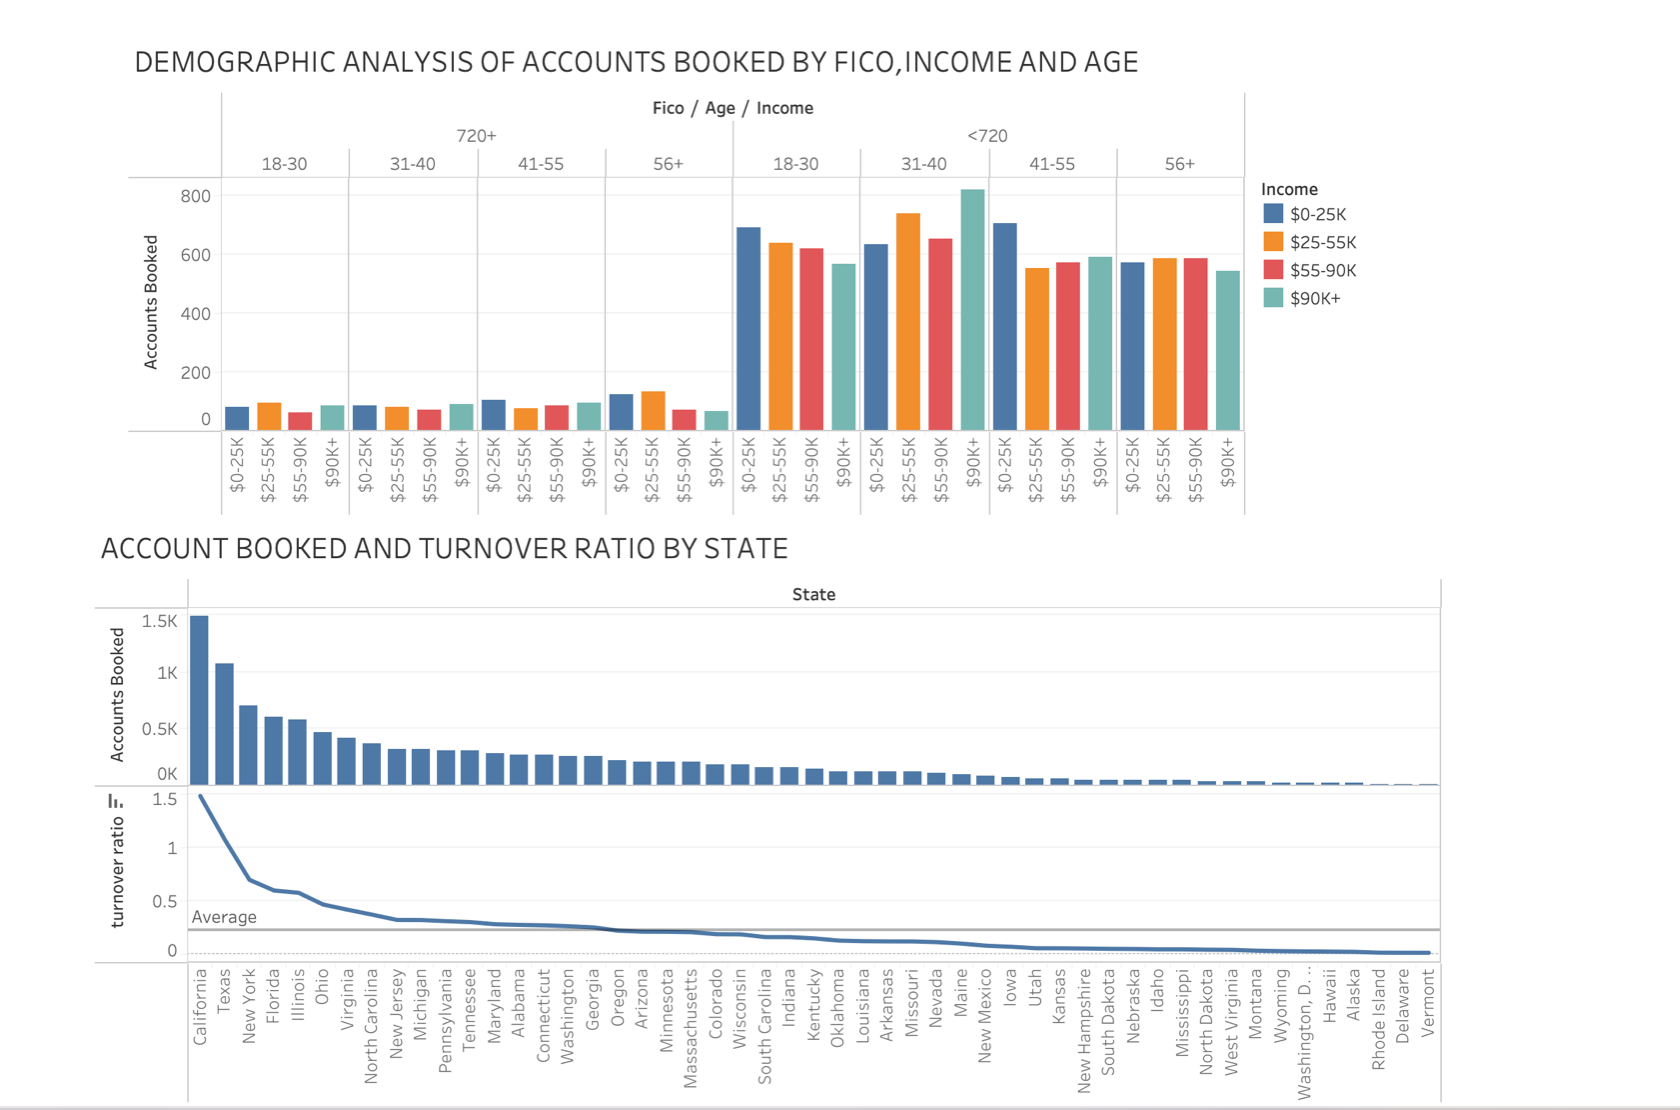 DEMOGRAPHIC ANALYSIS OF ACCOUNTS BOOKED BY FICO,INCOME AND AGE
Fico / Age / Income
720+ <720
18-30 31-40 41-55 56+ 18-30 31-40 41-55 56+
Accounts Booked
800
600
400
200
0
$0-25K $25-55K $55-90K $90K+ $0-25K $25-55K $55-90K $90K+ $0-25K $25-55K $55-90K $90K+ $0-25K $25-55K $55-90K $90K+ $0-25K $25-55K $55-90K $90K+ $0-25K $25-55K $55-90K $90K+ $0-25K $25-55K $55-90K $90K+ $0-25K $25-55K $55-90K $90K+
Income
$0-25K
$25-55K
$55-90K
$90K+
ACCOUNT BOOKED AND TURNOVER RATIO BY STATE
State
Accounts Booked
1.5K
1K
0.5K
0K
turnover ratio
1.5
1
0.5
0
Average
California
Texas
New York
Florida
Illinois
Ohio
Virginia
North Carolina
New Jersey
Michigan
Pennsylvania
Tennessee
Maryland
Alabama
Connecticut
Washington
Georgia
Oregon
Arizona
Minnesota
Massachusetts
Colorado
Wisconsin
South Carolina
Indiana
Kentucky
Oklahoma
Louisiana
Arkansas
Missouri
Nevada
Maine
New Mexico
Iowa
Utah
Kansas
New Hampshire
South Dakota
Nebraska
Idaho
Mississippi
North Dakota
West Virginia
Montana
Wyoming
Washington, D. ..
Hawaii
Alaska
Rhode Island
Delaware
Vermont